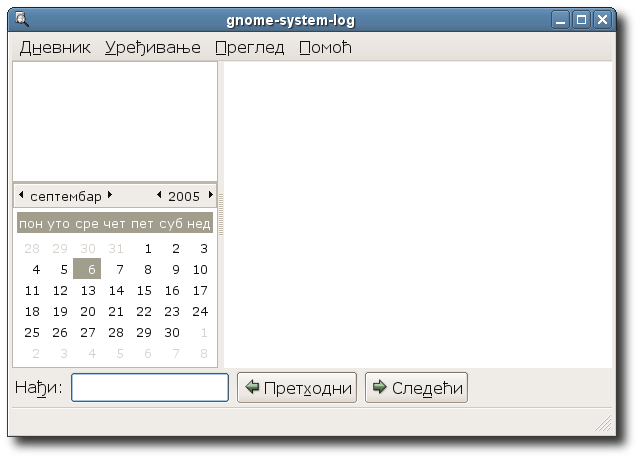 gnome-system-log
Дневник Уређивање Преглед Помоћ
септембар 2005
пон уто сре чет пет суб нед
28 29 30 31 1 2 3
4 5 6 7 8 9 10
11 12 13 14 15 16 17
18 19 20 21 22 23 24
25 26 27 28 29 30 1
2 3 4 5 6 7 8
Нађи: Претходни Следећи